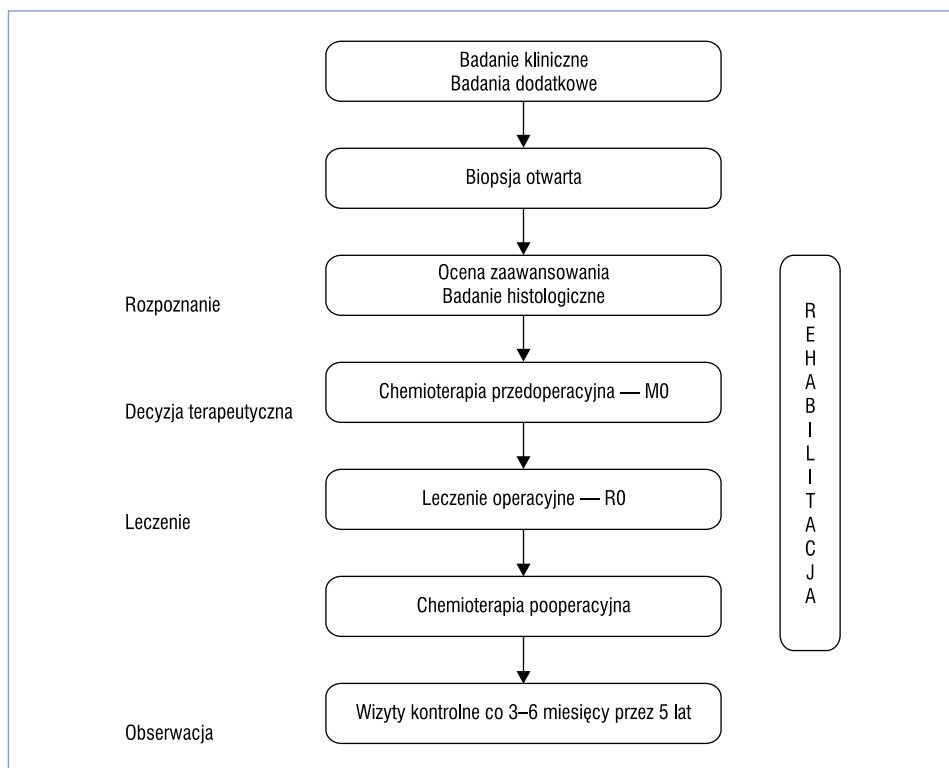 Badanie kliniczne
Badania dodatkowe
Biopsja otwarta
Ocena zaawansowania
Badanie histologiczne
Rozpoznanie
Chemioterapia przedoperacyjna — M0
Decyzja terapeutyczna
Leczenie operacyjne — R0
Leczenie
Chemioterapia pooperacyjna
Wizyty kontrolne co 3–6 miesięcy przez 5 lat
Obserwacja
REHABILITACJA